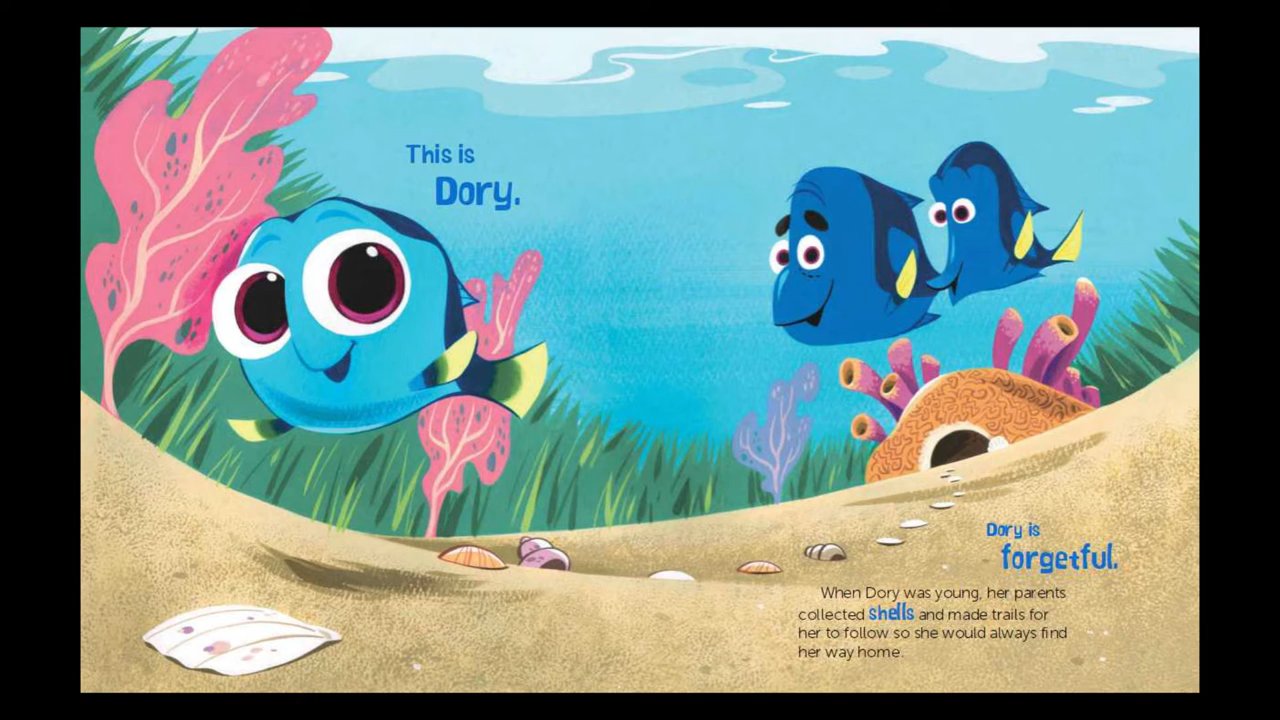 This is
Dory.
Dory is
forgetful.
When Dory was young, her parents
collected shells and made trails for
her to follow so she would always find
her way home.